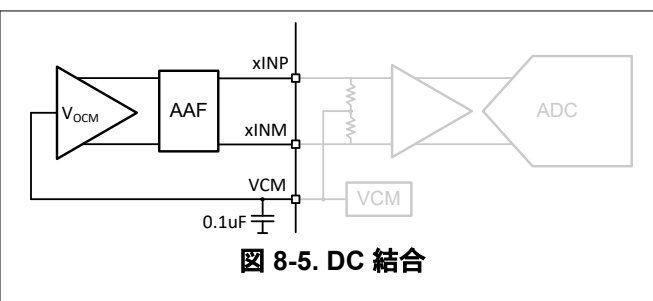 xINP
V_OCM
AAF
ADC
xINM
VCM
VCM
0.1uF
図 8-5. DC 結合